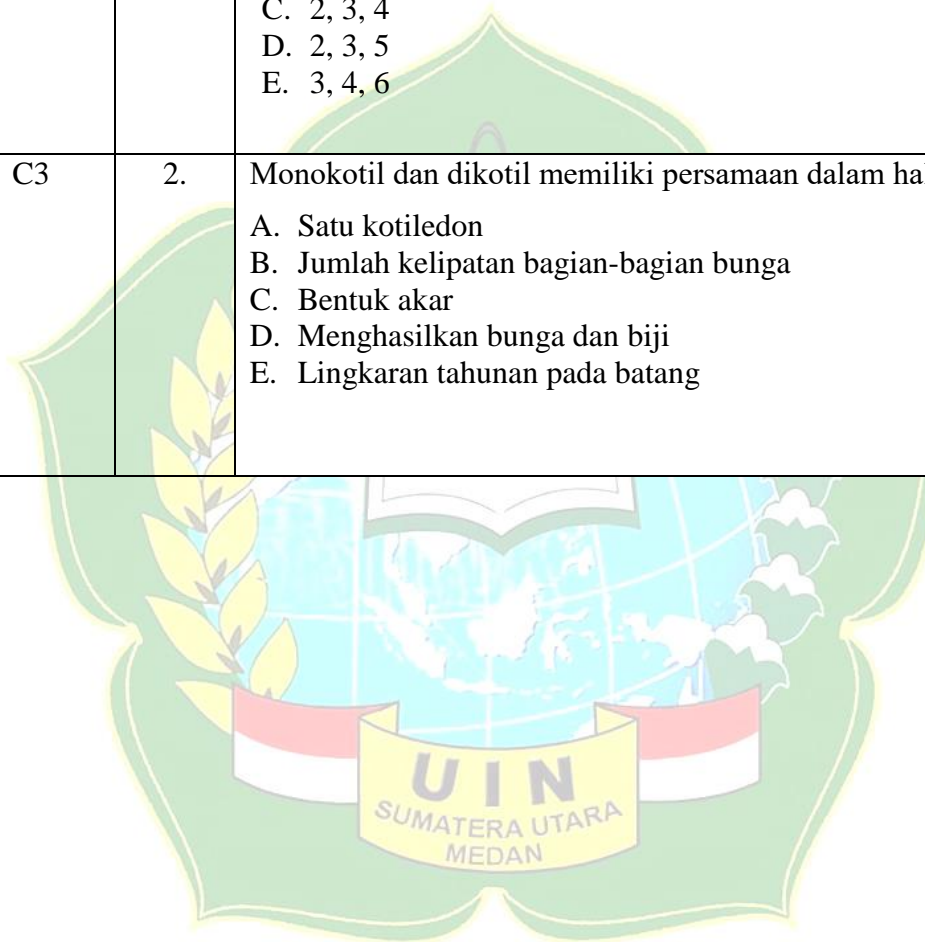 C. 2, 3, 4
D. 2, 3, 5
E. 3, 4, 6
C3 2. Monokotil dan dikotil memiliki persamaan dalam
A. Satu kotiledon
B. Jumlah kelipatan bagian-bagian bunga
C. Bentuk akar
D. Menghasilkan bunga dan biji
E. Lingkaran tahunan pada batang
UIN
SUMATERA UTARA
MEDAN